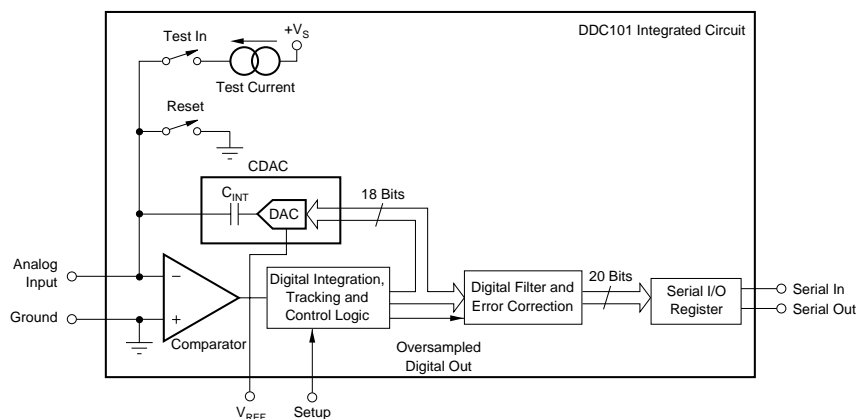 DDC101 Integrated Circuit
Test In
+VS
Test Current
Reset
CDAC
CINT
DAC
18 Bits
Analog
Input
−
Digital Integration,
Tracking and
Control Logic
Digital Filter and
Error Correction
20 Bits
Serial I/O
Register
Serial In
Serial Out
Ground
+
Comparator
Oversampled
Digital Out
VREF
Setup